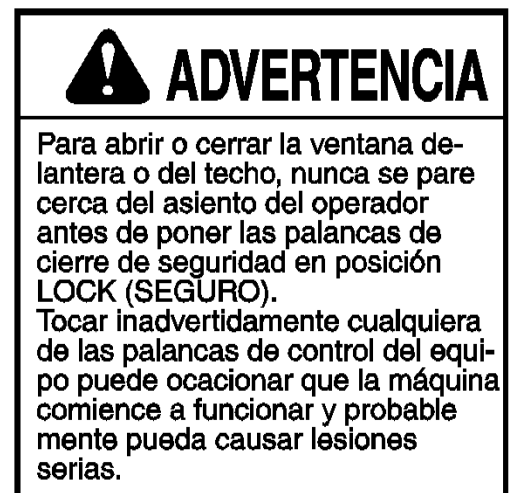 ADVERTENCIA
Para abrir o cerrar la ventana de-
lantera o del techo, nunca se pare
cerca del asiento del operador
antes de poner las palancas de
cierre de seguridad en posición
LOCK (SEGURO).
Tocar inadvertidamente cualquiera
de las palancas de control del equi-
po puede ocacionar que la máquina
comience a funcionar y probable
mente pueda causar lesiones
serias.